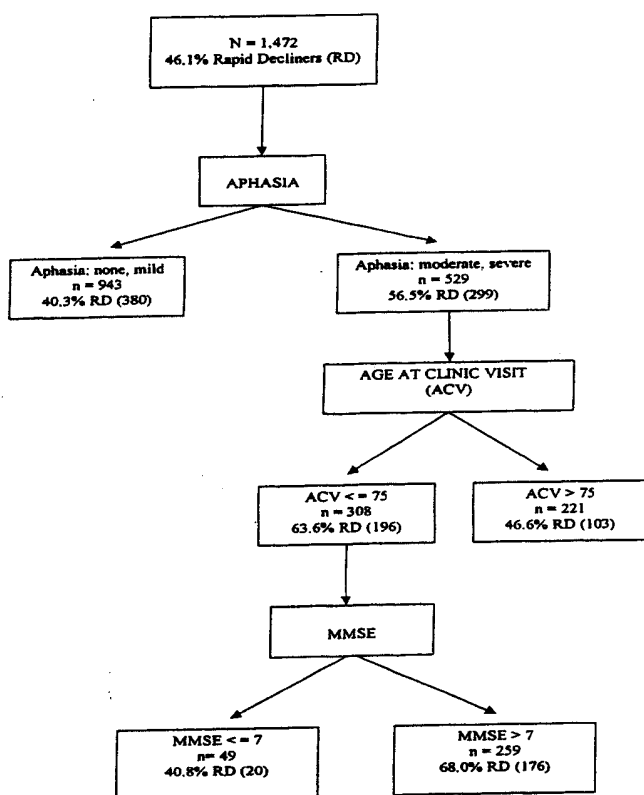 N = 1,472
46.1% Rapid Decliners (RD)
APHASIA
Aphasia: none, mild
n = 943
40.3% RD (380)
Aphasia: moderate, severe
n = 529
56.5% RD (299)
AGE AT CLINIC VISIT
(ACV)
ACV <= 75
n = 308
63.6% RD (196)
ACV > 75
n = 221
46.6% RD (103)
MMSE
MMSE <= 7
n= 49
40.8% RD (20)
MMSE > 7
n = 259
68.0% RD (176)